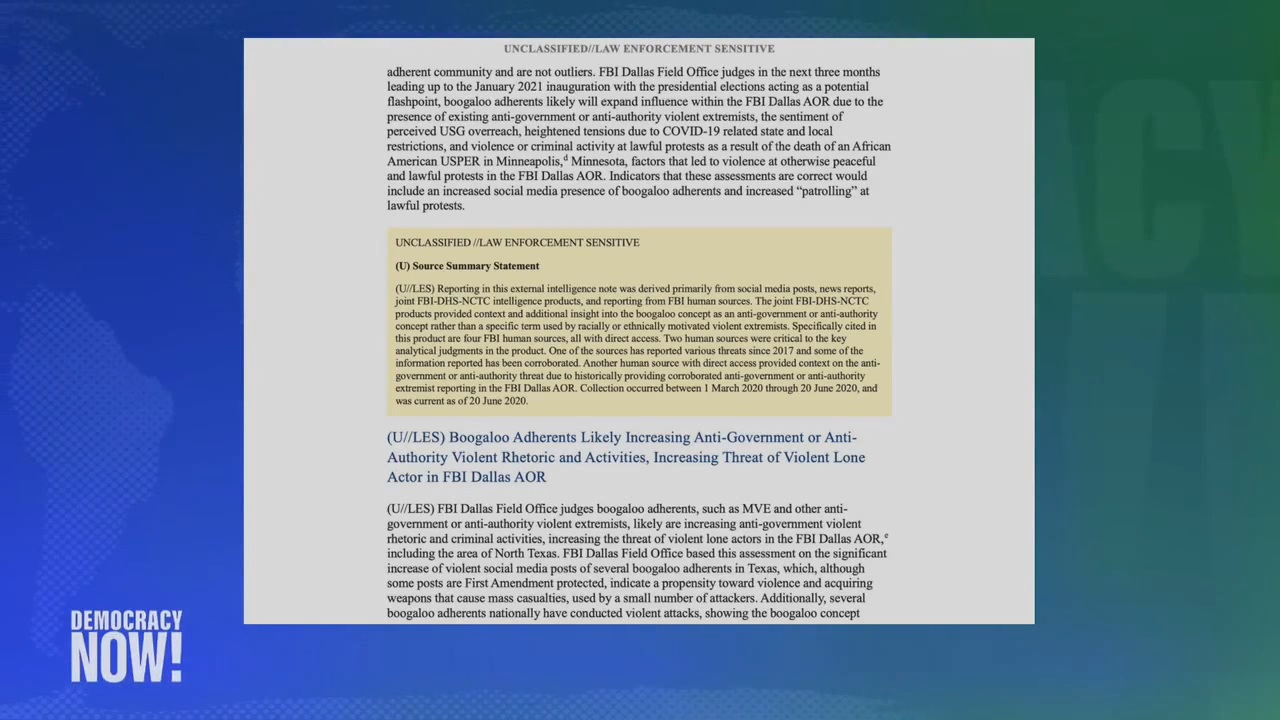 UNCLASSIFIED//LAW ENFORCEMENT SENSITIVE
adherent community and are not outliers. FBI Dallas Field Office judges in the next three months
leading up to the January 2021 inauguration with the presidential elections acting as a potential
flashpoint, boogaloo adherents likely will expand influence within the FBI Dallas AOR due to the
presence of existing anti-government or anti-authority violent extremists, the sentiment of
perceived USG overreach, heightened tensions due to COVID-19 related state and local
restrictions, and violence or criminal activity at lawful protests as a result of the death of an African
American USPER in Minneapolis,d Minnesota, factors that led to violence at otherwise peaceful
and lawful protests in the FBI Dallas AOR. Indicators that these assessments are correct would
include an increased social media presence of boogaloo adherents and increased “patrolling” at
lawful protests.
UNCLASSIFIED //LAW ENFORCEMENT SENSITIVE
(U) Source Summary Statement
(U//LES) Reporting in this external intelligence note was derived primarily from social media posts, news reports,
joint FBI-DHS-NCTC intelligence products, and reporting from FBI human sources. The joint FBI-DHS-NCTC
products provided context and additional insight into the boogaloo concept as an anti-government or anti-authority
concept rather than a specific term used by racially or ethnically motivated violent extremists. Specifically cited in
this product are four FBI human sources, all with direct access. Two human sources were critical to the key
analytical judgments in the product. One of the sources has reported various threats since 2017 and some of the
information reported has been corroborated. Another human source with direct access provided context on the anti-
government or anti-authority threat due to historically providing corroborated anti-government or anti-authority
extremist reporting in the FBI Dallas AOR. Collection occurred between 1 March 2020 through 20 June 2020, and
was current as of 20 June 2020.
(U//LES) Boogaloo Adherents Likely Increasing Anti-Government or Anti-
Authority Violent Rhetoric and Activities, Increasing Threat of Violent Lone
Actor in FBI Dallas AOR
(U//LES) FBI Dallas Field Office judges boogaloo adherents, such as MVE and other anti-
government or anti-authority violent extremists, likely are increasing anti-government violent
rhetoric and criminal activities, increasing the threat of violent lone actors in the FBI Dallas AOR,e
including the area of North Texas. FBI Dallas Field Office based this assessment on the significant
increase of violent social media posts of several boogaloo adherents in Texas, which, although
some posts are First Amendment protected, indicate a propensity toward violence and acquiring
weapons that cause mass casualties, used by a small number of attackers. Additionally, several
boogaloo adherents nationally have conducted violent attacks, showing the boogaloo concept
DEMOCRACY
NOW!